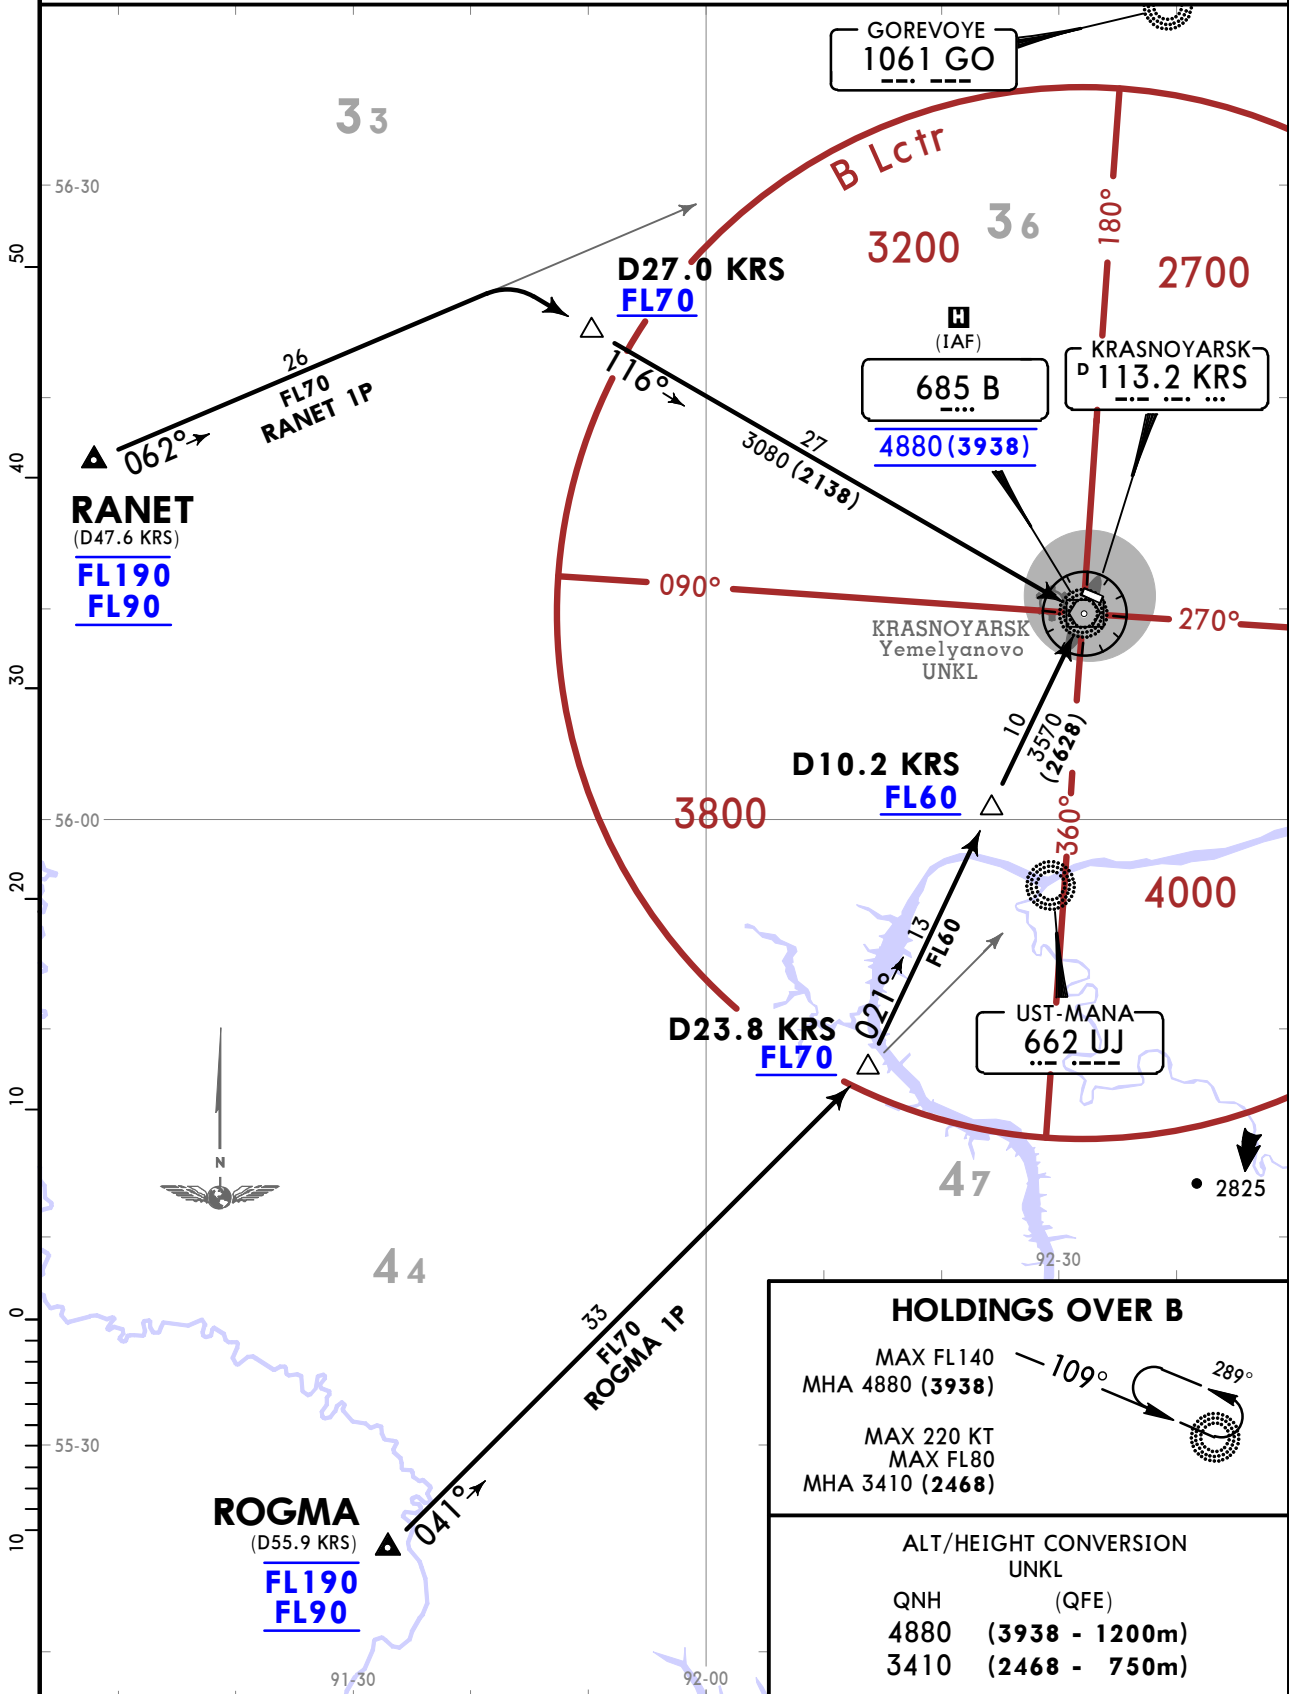 GOREVOYE
1061 GO
33
B Lctr
56-30
36
180°
3200
2700
50
D27.0 KRS
FL70
H
(IAF)
685 B
4880 (3938)
KRASNOYARSK
D 113.2 KRS
26
FL70
RANET 1P
062°
116°
27
3080 (2138)
40
RANET
(D47.6 KRS)
FL190
FL90
090°
270°
KRASNOYARSK
Yemelyanovo
UNKL
30
10
3570
(2628)
D10.2 KRS
FL60
3800
56-00
360°
20
4000
13
FL60
021°
D23.8 KRS
FL70
UST-MANA
662 UJ
10
N
47
2825
44
92-30
0
33
FL70
ROGMA 1P
HOLDINGS OVER B
MAX FL140
MHA 4880 (3938)
109°
289°
MAX 220 KT
MAX FL80
MHA 3410 (2468)
55-30
ROGMA
(D55.9 KRS)
FL190
FL90
041°
10
ALT/HEIGHT CONVERSION
UNKL
QNH (QFE)
4880 (3938 - 1200m)
3410 (2468 - 750m)
91-30
92-00